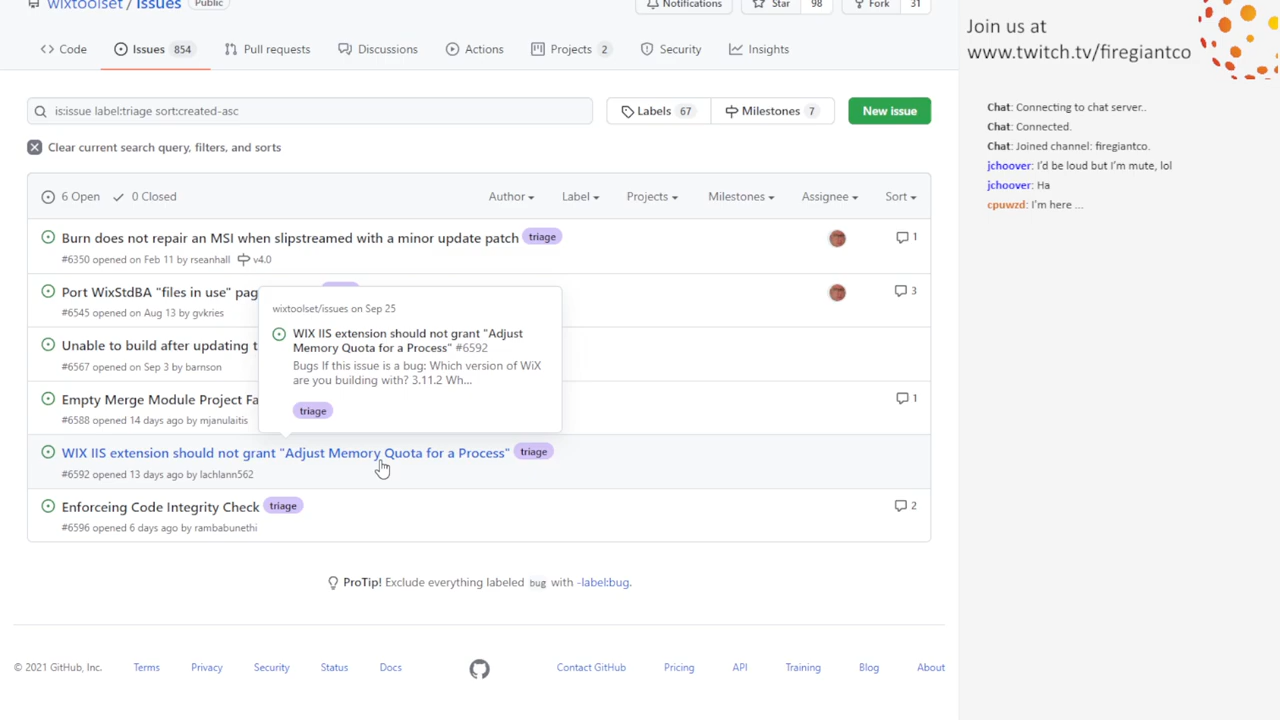 wixtoolset / issues Public
Notifications Star 98 Fork 31
Code Issues 854 Pull requests Discussions Actions Projects 2 Security Insights
is:issue label:triage sort:created-asc
Labels 67 Milestones 7 New issue
Clear current search query, filters, and sorts
6 Open 0 Closed Author Label Projects Milestones Assignee Sort
Burn does not repair an MSI when slipstreamed with a minor update patch triage 1
#6350 opened on Feb 11 by rseanhall v4.0
Port WixStdBA "files in use" pag 3
#6545 opened on Aug 13 by gvkries
Unable to build after updating t
#6567 opened on Sep 3 by barnson
Empty Merge Module Project Fa 1
#6588 opened 14 days ago by mjanulaitis
wixtoolset/issues on Sep 25
WIX IIS extension should not grant "Adjust
Memory Quota for a Process" #6592
Bugs If this issue is a bug: Which version of WiX
are you building with? 3.11.2 Wh...
triage
WIX IIS extension should not grant "Adjust Memory Quota for a Process" triage
#6592 opened 13 days ago by lachlann562
Enforceing Code Integrity Check triage 2
#6596 opened 6 days ago by rambabunethi
ProTip! Exclude everything labeled bug with -label:bug.
© 2021 GitHub, Inc. Terms Privacy Security Status Docs Contact GitHub Pricing API Training Blog About
Join us at
www.twitch.tv/firegiantco
Chat: Connecting to chat server..
Chat: Connected.
Chat: Joined channel: firegiantco.
jchoover: I'd be loud but I'm mute, lol
jchoover: Ha
cpuwzd: I'm here ...